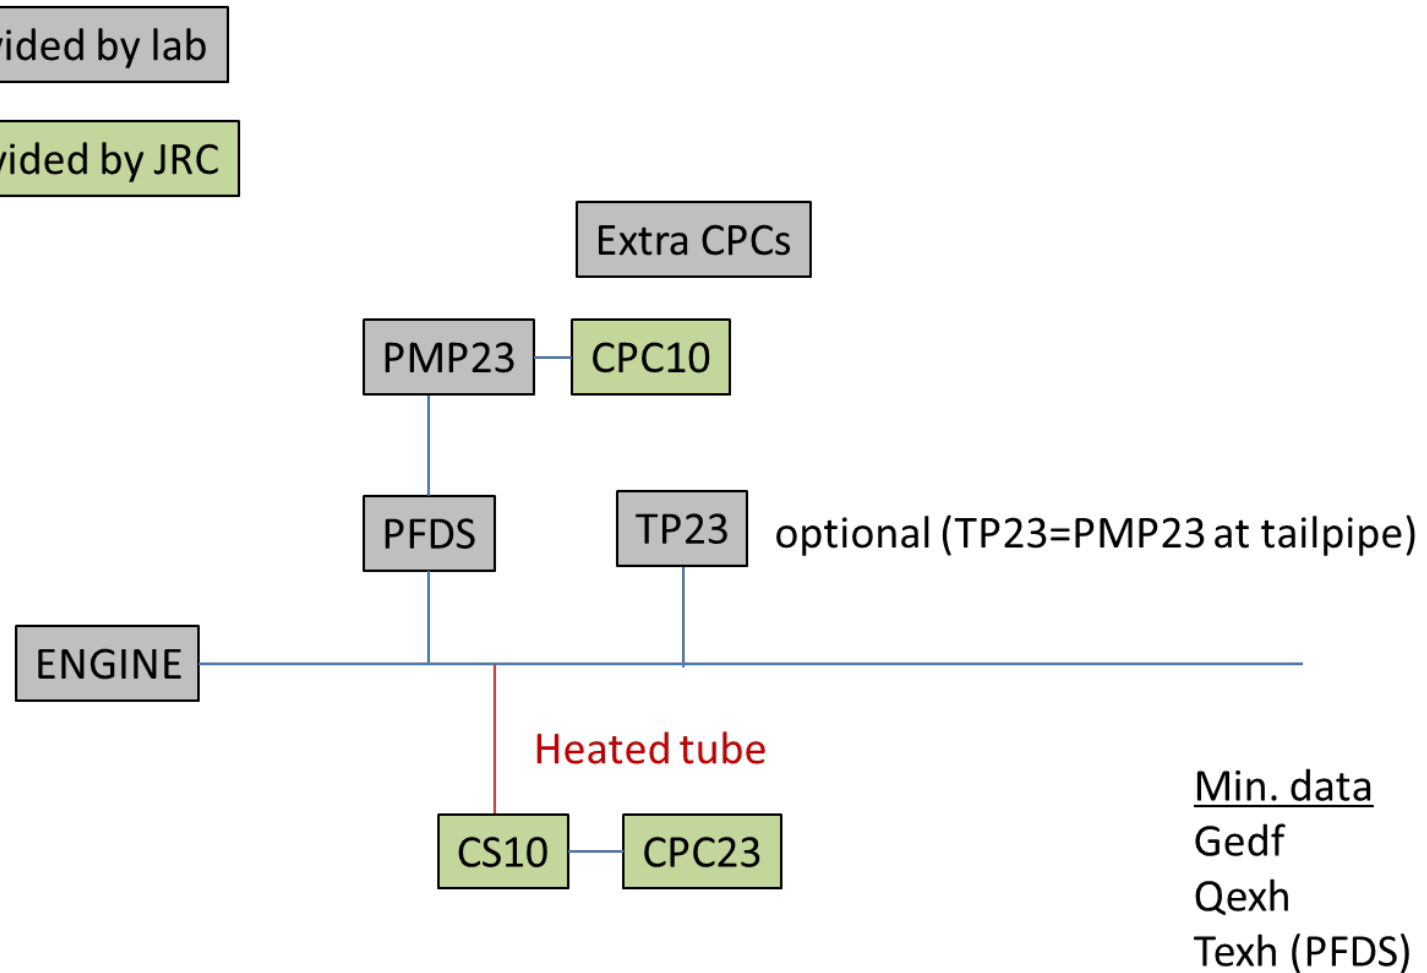 vided by lab
vided by JRC
Extra CPCs
PMP23
CPC10
PFDS
TP23
optional (TP23=PMP23 at tailpipe)
ENGINE
Heated tube
CS10
CPC23
Min. data
Gedf
Qexh
Texh (PFDS)